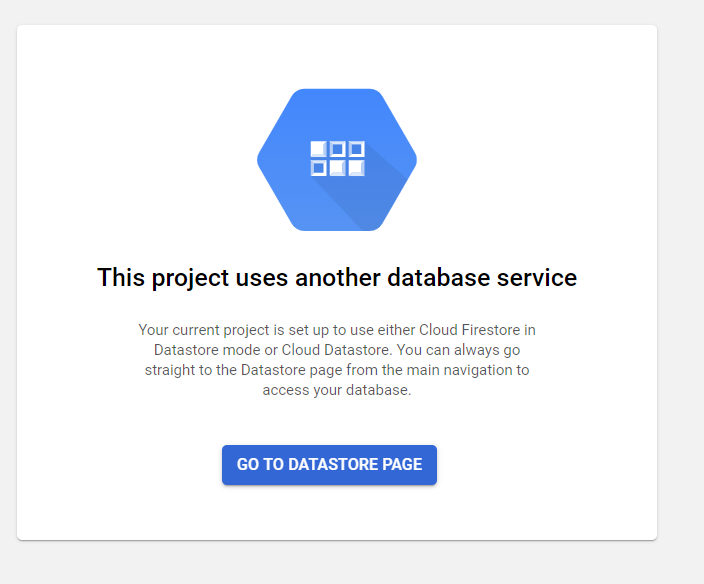 This project uses another database service
Your current project is set up to use either Cloud Firestore in
Datastore mode or Cloud Datastore. You can always go
straight to the Datastore page from the main navigation to
access your database.
GO TO DATASTORE PAGE